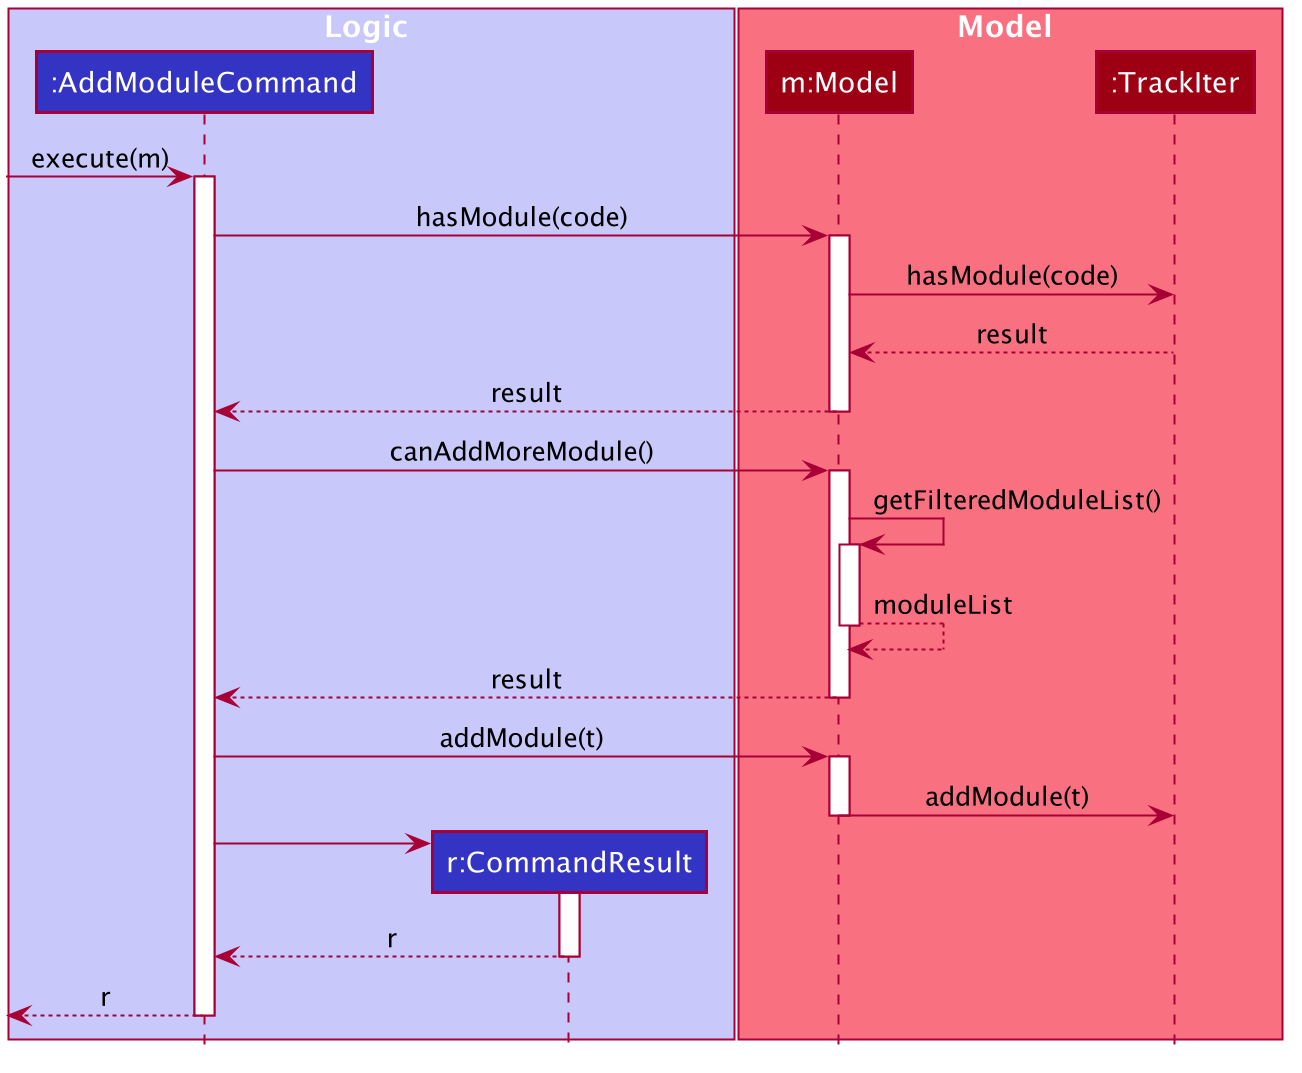 Logic
Model
:AddModuleCommand
m:Model
:TrackIter
execute(m)
hasModule(code)
hasModule(code)
result
result
canAddMoreModule()
getFilteredModuleList()
moduleList
result
addModule(t)
addModule(t)
r:CommandResult
r
r